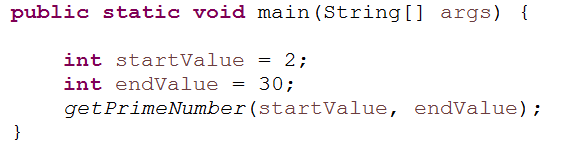 public static void main(String[] args) {
int startValue = 2;
int endValue = 30;
getPrimeNumber(startValue, endValue);
}